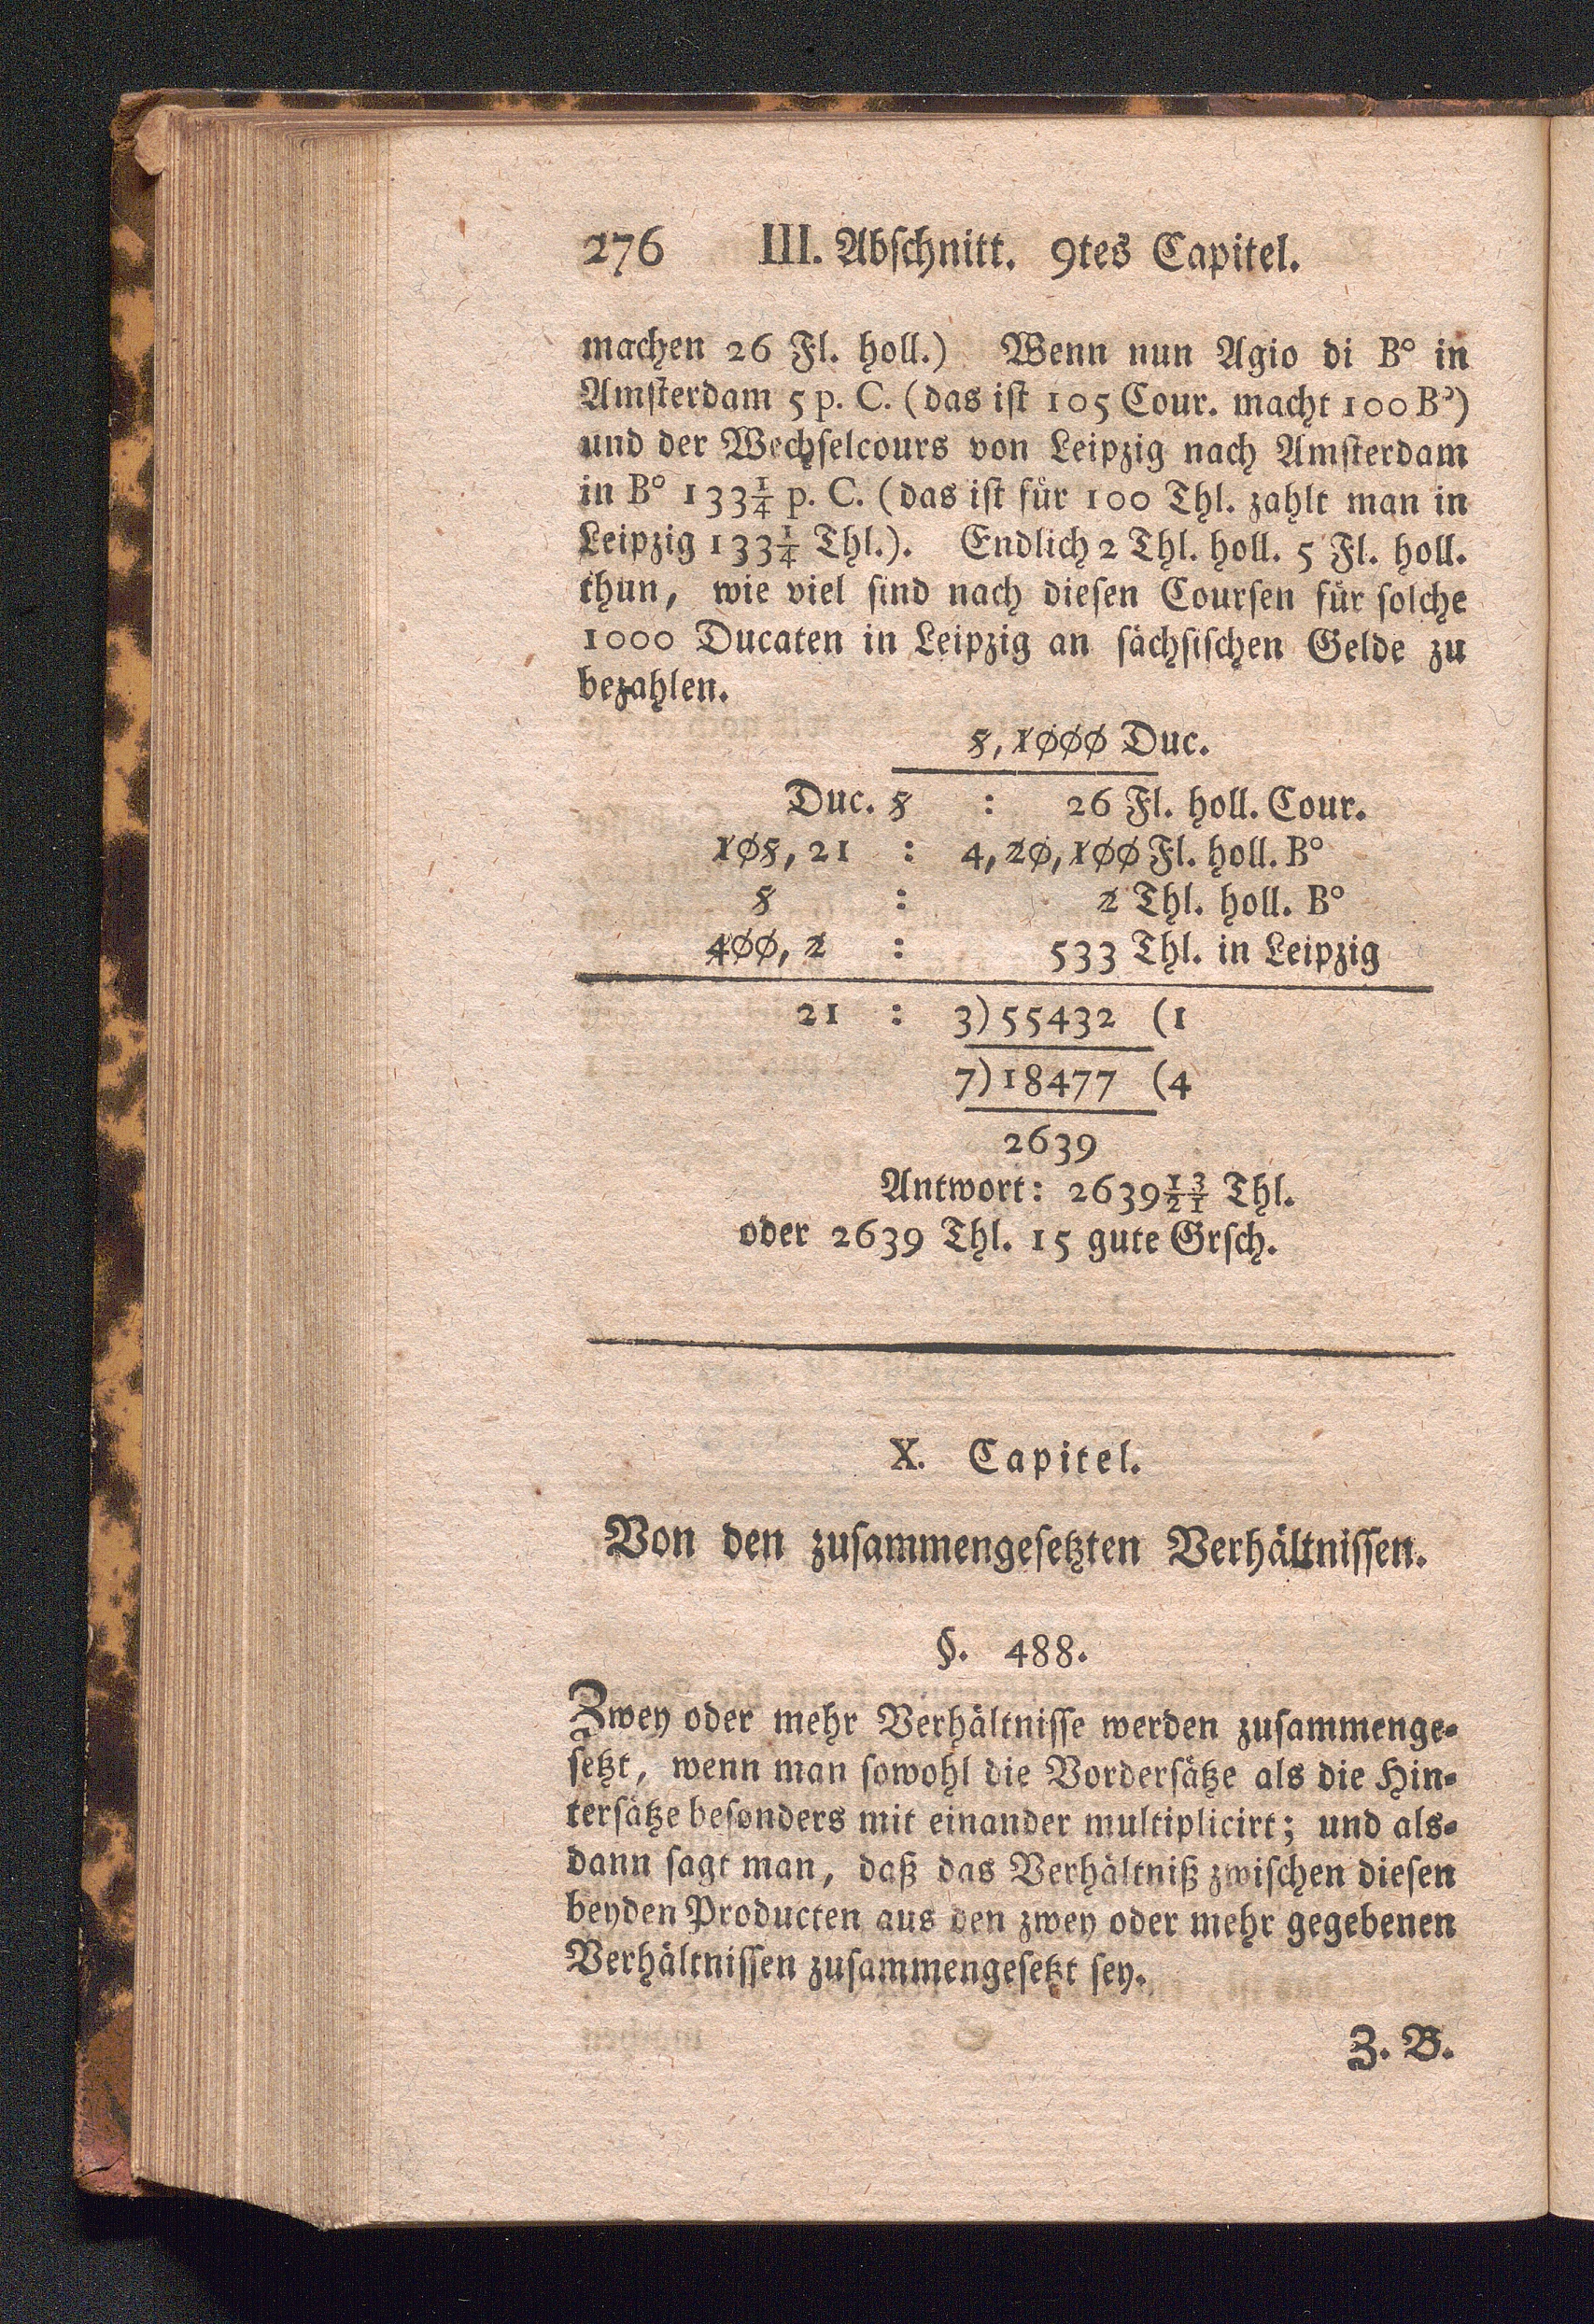 276 III. Abschnitt. 9tes Capitel.
machen 26 Fl. holl.) Wenn nun Agio di B° in
Amsterdam 5 p. C. (das ist 105 Cour. macht 100 B°)
und der Wechselcours von Leipzig nach Amsterdam
in B° 133¼ p. C. (das ist für 100 Thl. zahlt man in
Leipzig 133¼ Thl.). Endlich 2 Thl. holl. 5 Fl. holl.
thun, wie viel sind nach diesen Coursen für solche
1000 Ducaten in Leipzig an sächsischen Gelde zu
bezahlen.
5, 1000 Duc.
Duc. 5 : 26 Fl. holl. Cour.
105, 21 : 4, 20, 100 Fl. holl. B°
5 : 2 Thl. holl. B°
400, 2 : 533 Thl. in Leipzig
21 : 3) 55432 (1
7) 18477 (4
2639
Antwort: 2639 13/21 Thl.
oder 2639 Thl. 15 gute Grsch.
X. Capitel.
Von den zusammengesetzten Verhältnissen.
§. 488.
Zwey oder mehr Verhältnisse werden zusammenge-
setzt, wenn man sowohl die Vordersätze als die Hin-
tersätze besonders mit einander multiplicirt; und als-
dann sagt man, daß das Verhältniß zwischen diesen
beyden Producten aus den zwey oder mehr gegebenen
Verhältnissen zusammengesetzt sey.
Z. B.